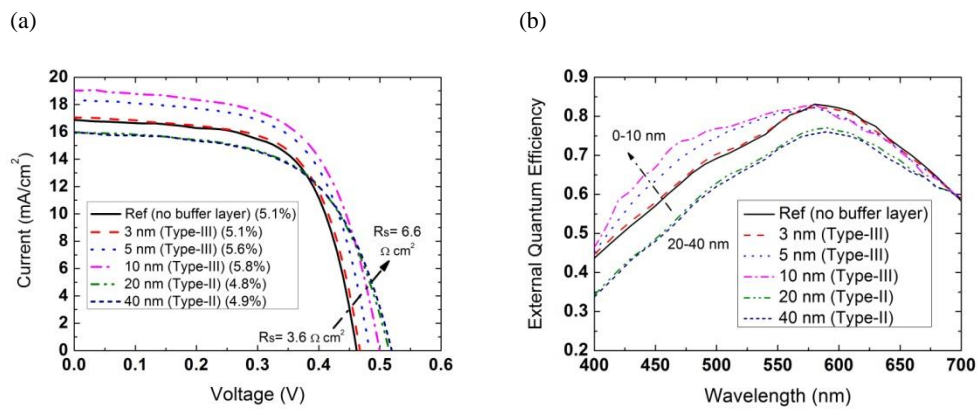 (a)
20
18
16
14
12
10
8
6
4
2
0
Current (mA/cm²)
0.0 0.1 0.2 0.3 0.4 0.5 0.6
Voltage (V)
Ref (no buffer layer) (5.1%)
3 nm (Type-III) (5.1%)
5 nm (Type-III) (5.6%)
10 nm (Type-III) (5.8%)
20 nm (Type-II) (4.8%)
40 nm (Type-II) (4.9%)
Rs= 6.6
Ω cm²
Rs= 3.6 Ω cm²
(b)
0.9
0.8
0.7
0.6
0.5
0.4
0.3
0.2
External Quantum Efficiency
400 450 500 550 600 650 700
Wavelength (nm)
0-10 nm
20-40 nm
Ref (no buffer layer)
3 nm (Type-III)
5 nm (Type-III)
10 nm (Type-III)
20 nm (Type-II)
40 nm (Type-II)